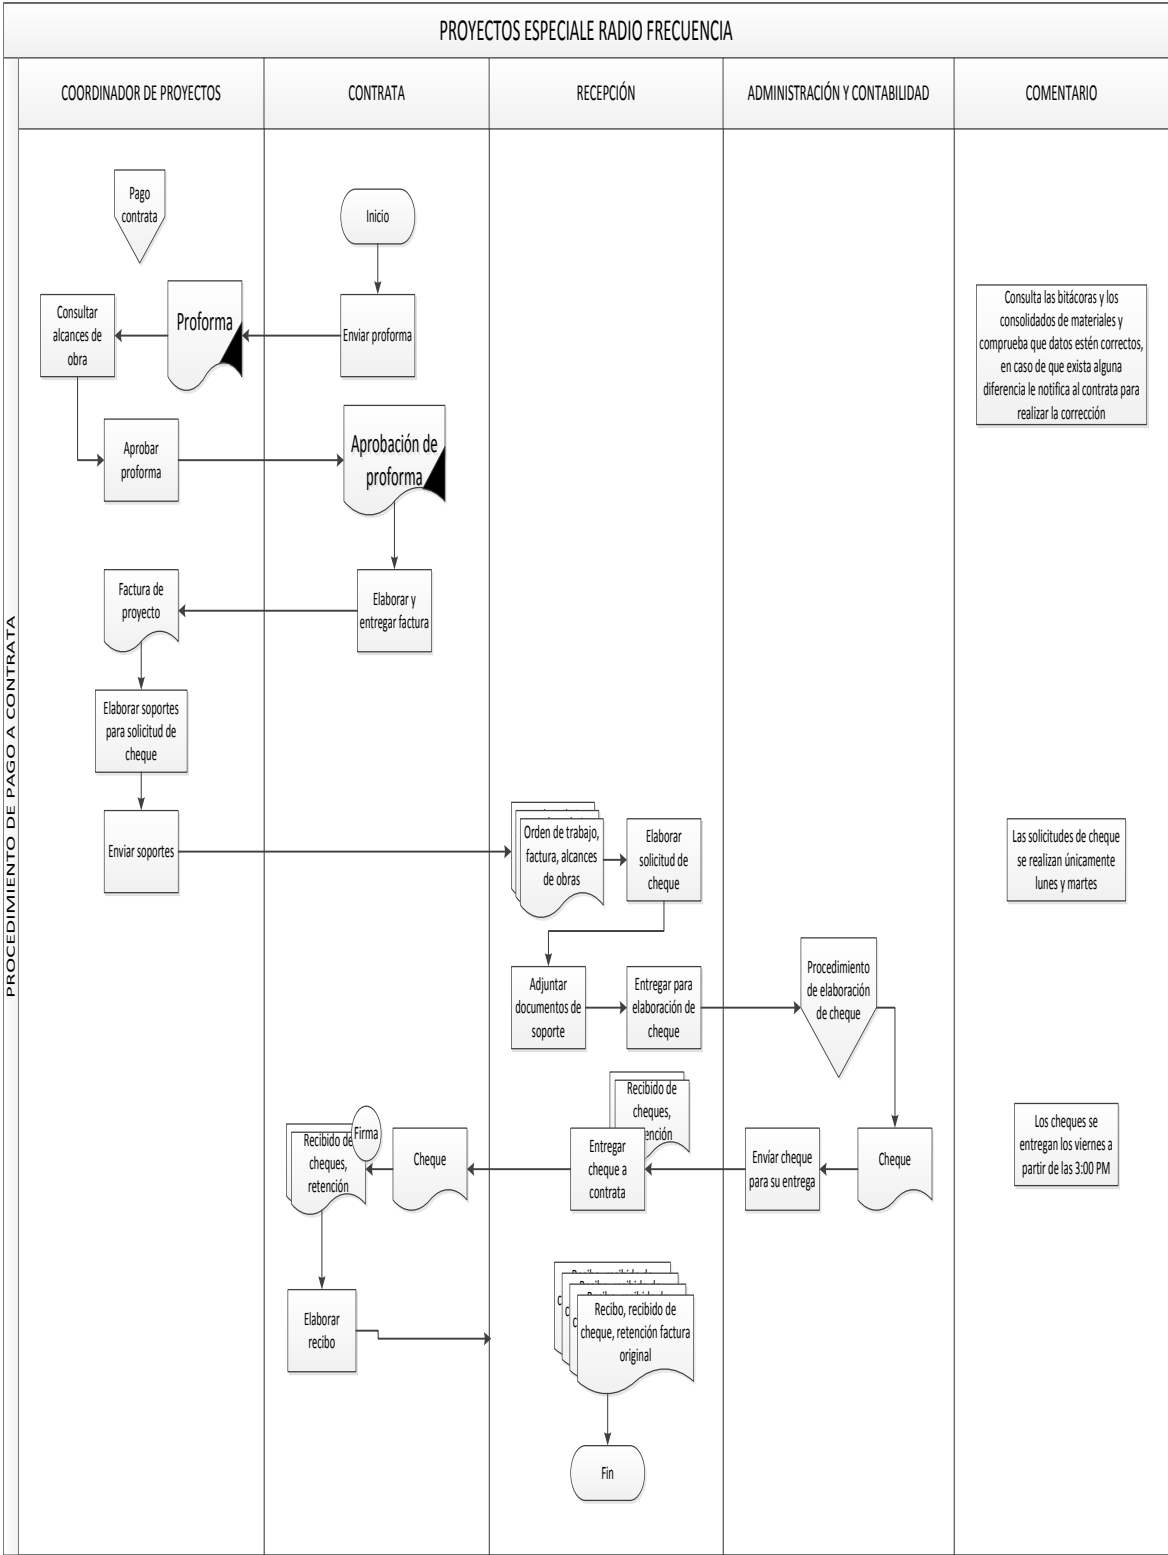 PROYECTOS ESPECIALE RADIO FRECUENCIA
PROCEDIMIENTO DE PAGO A CONTRATA
COORDINADOR DE PROYECTOS
CONTRATA
RECEPCIÓN
ADMINISTRACIÓN Y CONTABILIDAD
COMENTARIO
Pago
contrata
Inicio
Consultar
alcances de
obra
Proforma
Enviar proforma
Consulta las bitácoras y los
consolidados de materiales y
comprueba que datos estén correctos,
en caso de que exista alguna
diferencia le notifica al contrata para
realizar la corrección
Aprobar
proforma
Aprobación de
proforma
Factura de
proyecto
Elaborar y
entregar factura
Elaborar soportes
para solicitud de
cheque
Enviar soportes
Orden de trabajo,
factura, alcances
de obras
Elaborar
solicitud de
cheque
Las solicitudes de cheque
se realizan únicamente
lunes y martes
Adjuntar
documentos de
soporte
Entregar para
elaboración de
cheque
Procedimiento
de elaboración
de cheque
Recibido de
cheques,
ención
Firma
Recibido de
cheques,
retención
Cheque
Entregar
cheque a
contrata
Envíar cheque
para su entrega
Cheque
Los cheques se
entregan los viernes a
partir de las 3:00 PM
Elaborar
recibo
Recibo, recibido de
cheque, retención factura
original
Fin